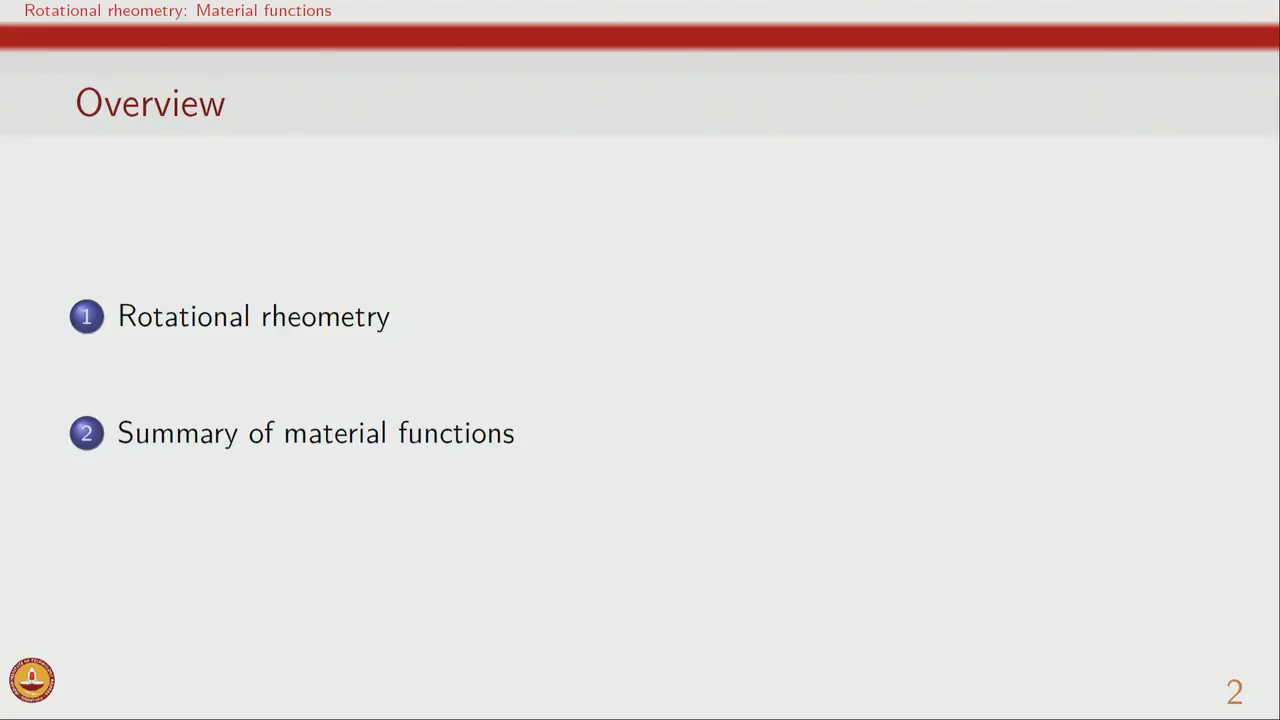 Rotational rheometry: Material functions
Overview
1 Rotational rheometry
2 Summary of material functions
2